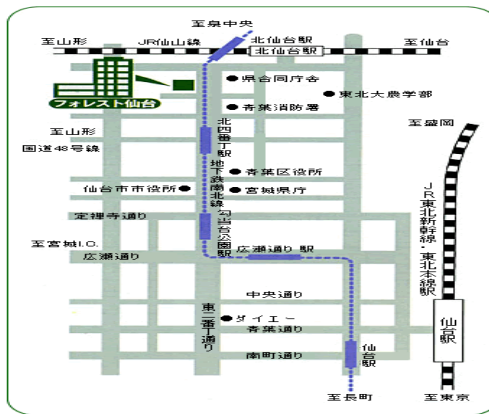 至泉中央
至山形
JR仙山線
北仙台駅
北仙台駅
至仙台
県合同庁舎
東北大農学部
フォレスト仙台
青葉消防署
至盛岡
至山形
北四番丁駅
国道48号線
地下鉄南北線
青葉区役所
仙台市市役所
宮城県庁
JR東北新幹線・東北本線駅
定禅寺通り
勾当台公園駅
至宮城I.C.
広瀬通り
広瀬通り 駅
中央通り
東二番丁通り
ダイエー
青葉通り
仙台駅
仙台駅
南町通り
至長町
至東京